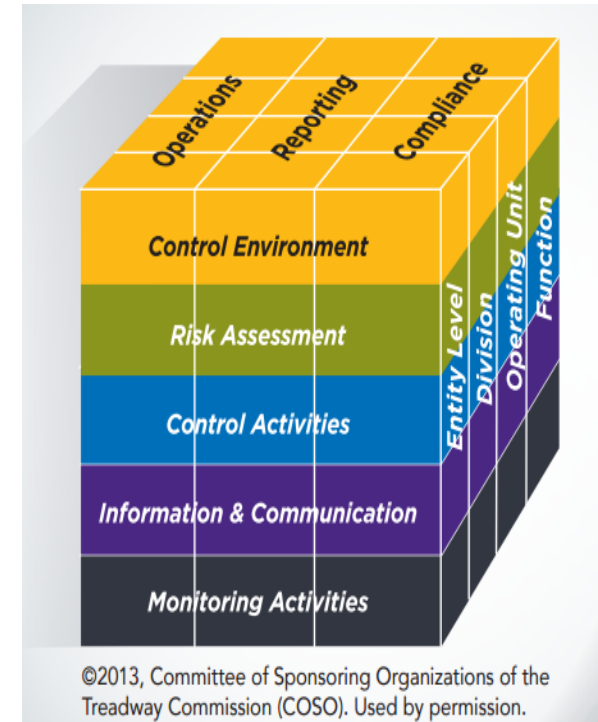 Operations
Reporting
Compliance
Control Environment
Risk Assessment
Control Activities
Information & Communication
Monitoring Activities
Entity Level
Division
Operating Unit
Function
©2013, Committee of Sponsoring Organizations of the
Treadway Commission (COSO). Used by permission.